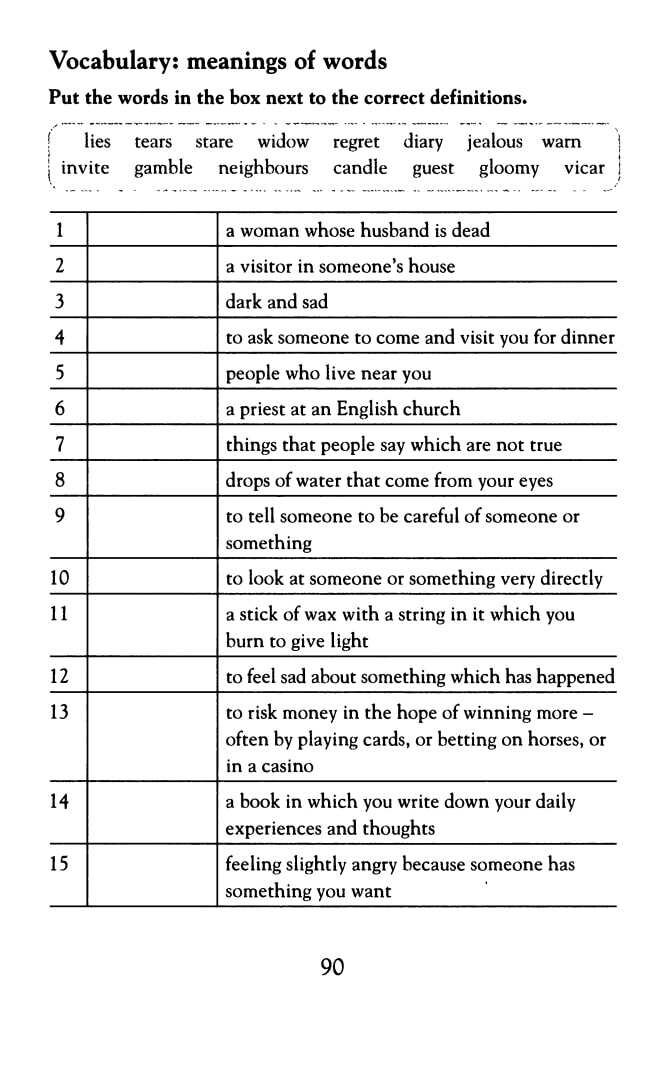 Vocabulary: meanings of words
Put the words in the box next to the correct definitions.
lies tears stare widow regret diary jealous warn
invite gamble neighbours candle guest gloomy vicar
1 a woman whose husband is dead
2 a visitor in someone's house
3 dark and sad
4 to ask someone to come and visit you for dinner
5 people who live near you
6 a priest at an English church
7 things that people say which are not true
8 drops of water that come from your eyes
9 to tell someone to be careful of someone or
something
10 to look at someone or something very directly
11 a stick of wax with a string in it which you
burn to give light
12 to feel sad about something which has happened
13 to risk money in the hope of winning more –
often by playing cards, or betting on horses, or
in a casino
14 a book in which you write down your daily
experiences and thoughts
15 feeling slightly angry because someone has
something you want
90